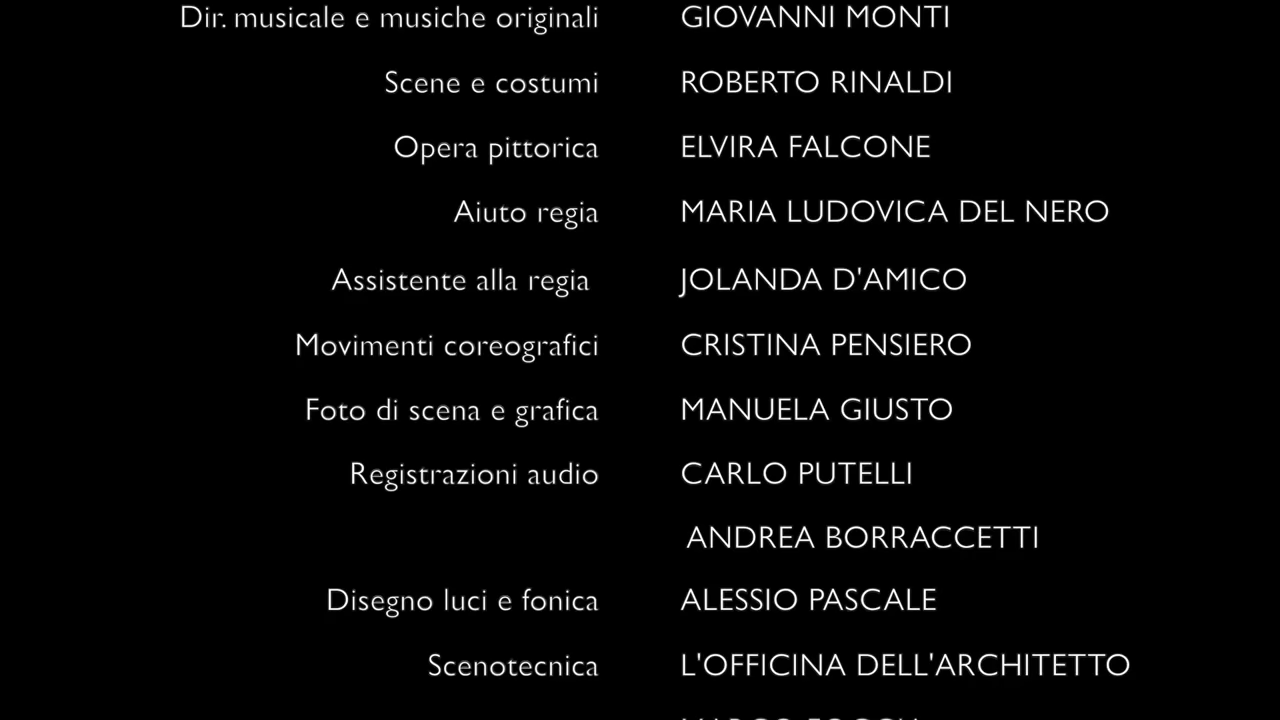 Dir. musicale e musiche originali GIOVANNI MONTI
Scene e costumi ROBERTO RINALDI
Opera pittorica ELVIRA FALCONE
Aiuto regia MARIA LUDOVICA DEL NERO
Assistente alla regia JOLANDA D'AMICO
Movimenti coreografici CRISTINA PENSIERO
Foto di scena e grafica MANUELA GIUSTO
Registrazioni audio CARLO PUTELLI
ANDREA BORRACCETTI
Disegno luci e fonica ALESSIO PASCALE
Scenotecnica L'OFFICINA DELL'ARCHITETTO